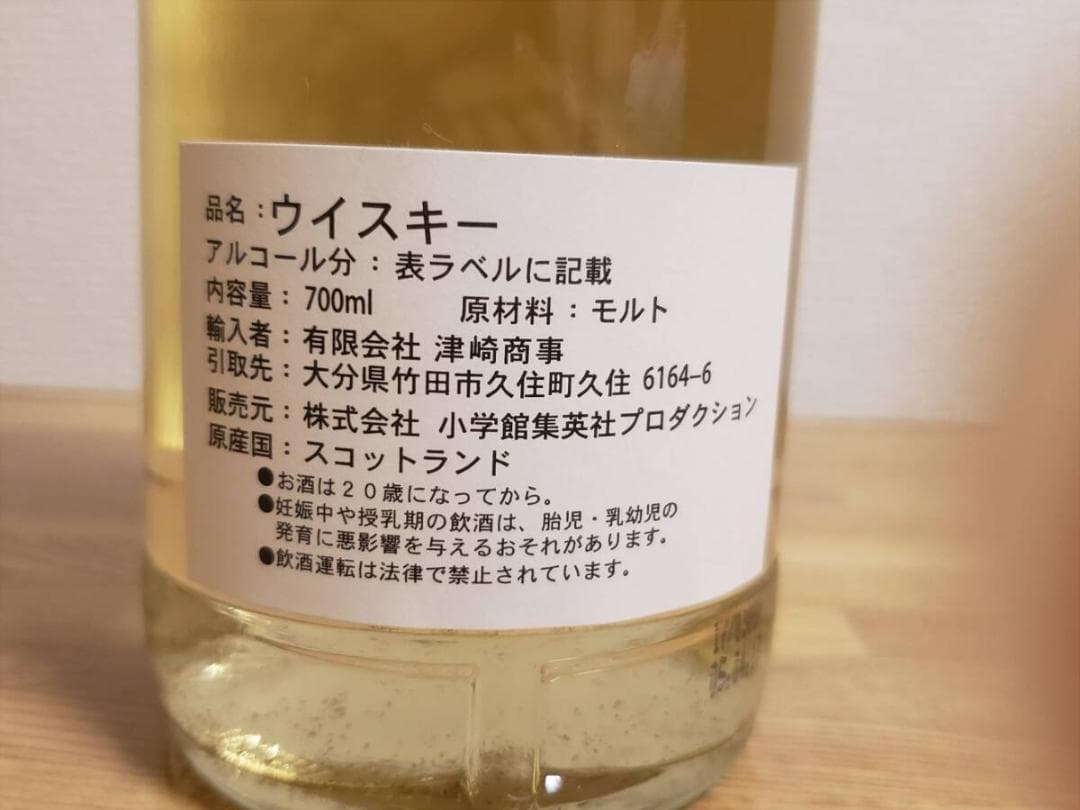 品名：ウイスキー
アルコール分：表ラベルに記載
内容量：700ml　原材料：モルト
輸入者：有限会社 津崎商事
引取先：大分県竹田市久住町久住 6164-6
販売元：株式会社 小学館集英社プロダクション
原産国：スコットランド
●お酒は２０歳になってから。
●妊娠中や授乳期の飲酒は、胎児・乳幼児の
発育に悪影響を与えるおそれがあります。
●飲酒運転は法律で禁止されています。